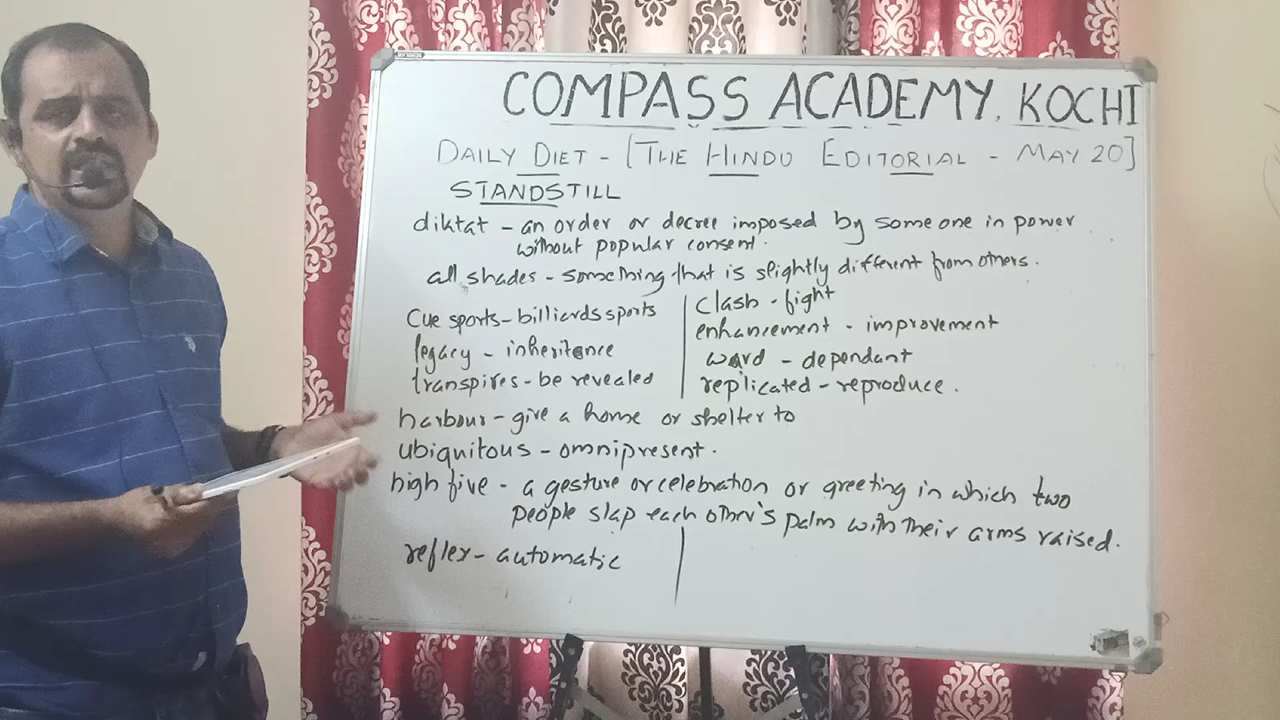 COMPASS ACADEMY, KOCHI
DAILY DIET - [THE HINDU EDITORIAL - MAY 20]
STANDSTILL
diktat - an order or decree imposed by someone in power
without popular consent.
all shades - something that is slightly different from others.
Cue sports - billiards sports
legacy - inheritance
transpires - be revealed
Clash - fight
enhancement - improvement
ward - dependant
replicated - reproduce.
harbour - give a home or shelter to
ubiquitous - omnipresent.
high five - a gesture or celebration or greeting in which two
people slap each other's palm with their arms raised.
reflex - automatic